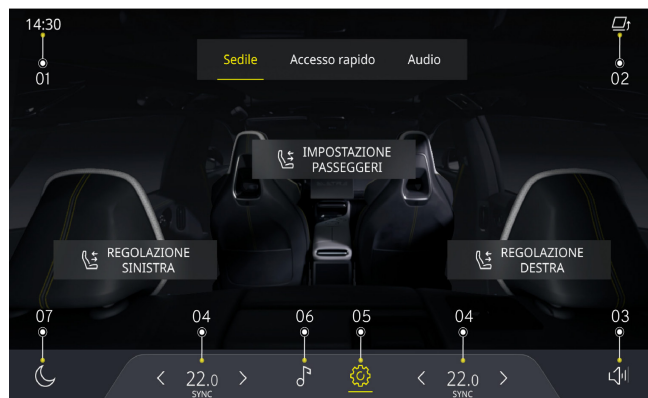 14:30
01
02
Sedile Accesso rapido Audio
IMPOSTAZIONE
PASSEGGERI
REGOLAZIONE
SINISTRA
REGOLAZIONE
DESTRA
07 04 06 05 04 03
22.0
SYNC
22.0
SYNC